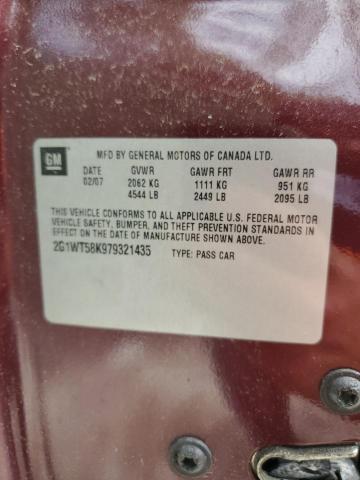 GM
MFD BY GENERAL MOTORS OF CANADA LTD.
DATE GVWR GAWR FRT GAWR RR
02/07 2062 KG 1111 KG 951 KG
4544 LB 2449 LB 2095 LB
THIS VEHICLE CONFORMS TO ALL APPLICABLE U.S. FEDERAL MOTOR
VEHICLE SAFETY, BUMPER, AND THEFT PREVENTION STANDARDS IN
EFFECT ON THE DATE OF MANUFACTURE SHOWN ABOVE.
2G1WT58K979321435 TYPE: PASS CAR